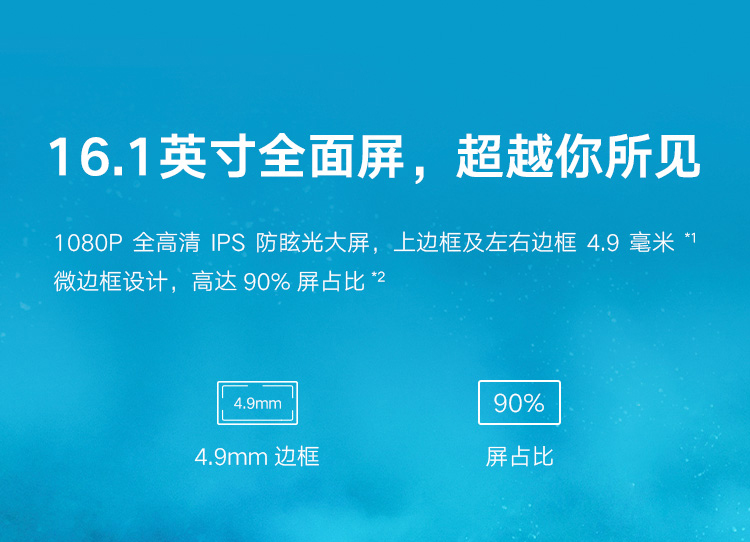 16.1英寸全面屏，超越你所见
1080P 全高清 IPS 防眩光大屏，上边框及左右边框 4.9 毫米 *1
微边框设计，高达 90% 屏占比 *2
4.9mm
90%
4.9mm 边框
屏占比